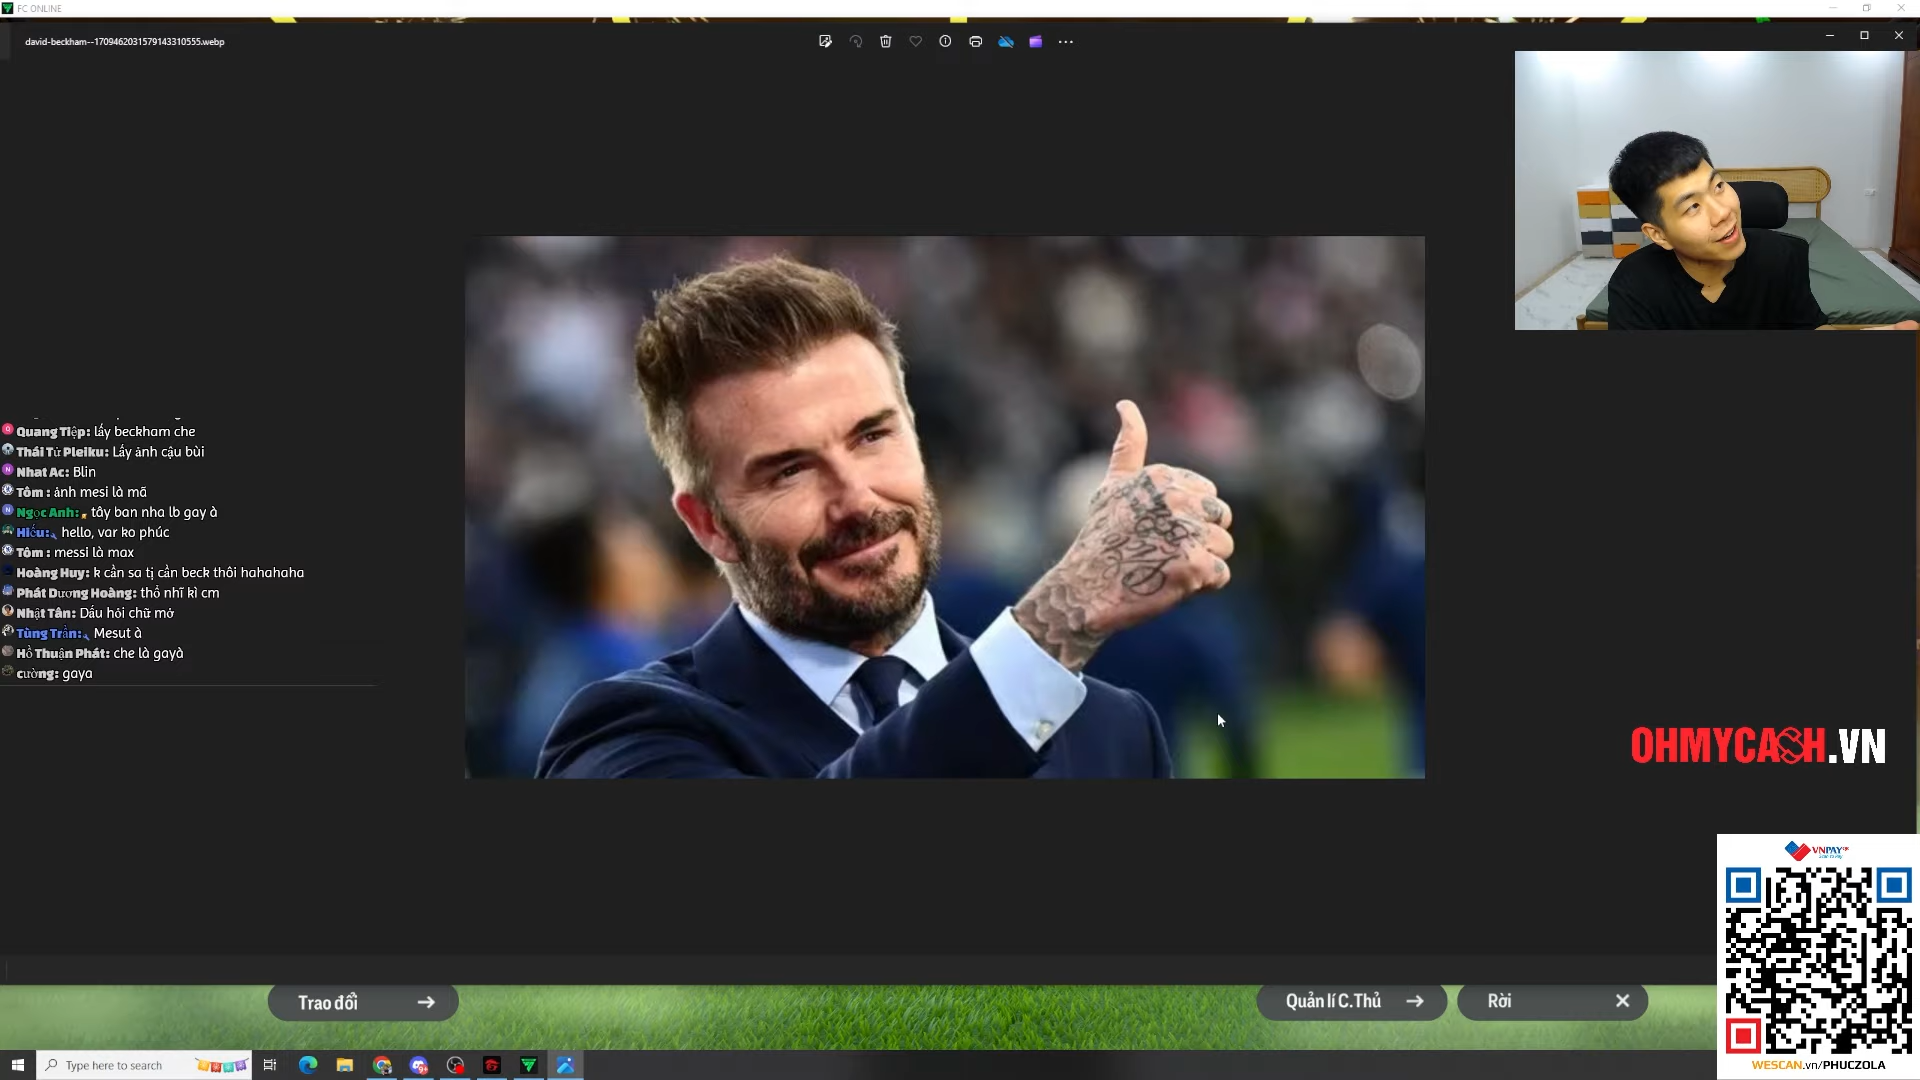 FC ONLINE
david-beckham--1709462031579143310555.webp
Quang Tiệp: lấy beckham che
Thái Tử Pleiku: Lấy ảnh cậu bùi
Nhat Ac: Blin
Tôm : ảnh mesi là mã
Ngọc Anh: tây ban nha lb gay à
Hiếu: hello, var ko phúc
Tôm : messi là max
Hoàng Huy: k cần sa tị cần beck thôi hahahaha
Phát Dương Hoàng: thổ nhĩ kì cm
Nhật Tân: Dấu hỏi chữ mở
Tùng Trần: Mesut à
Hồ Thuận Phát: che là gayà
cường: gaya
OHMYCASH.VN
VNPAY
Trao đổi
Quản lí C.Thủ
Rời
Type here to search
WESCAN.vn/PHUCZOLA